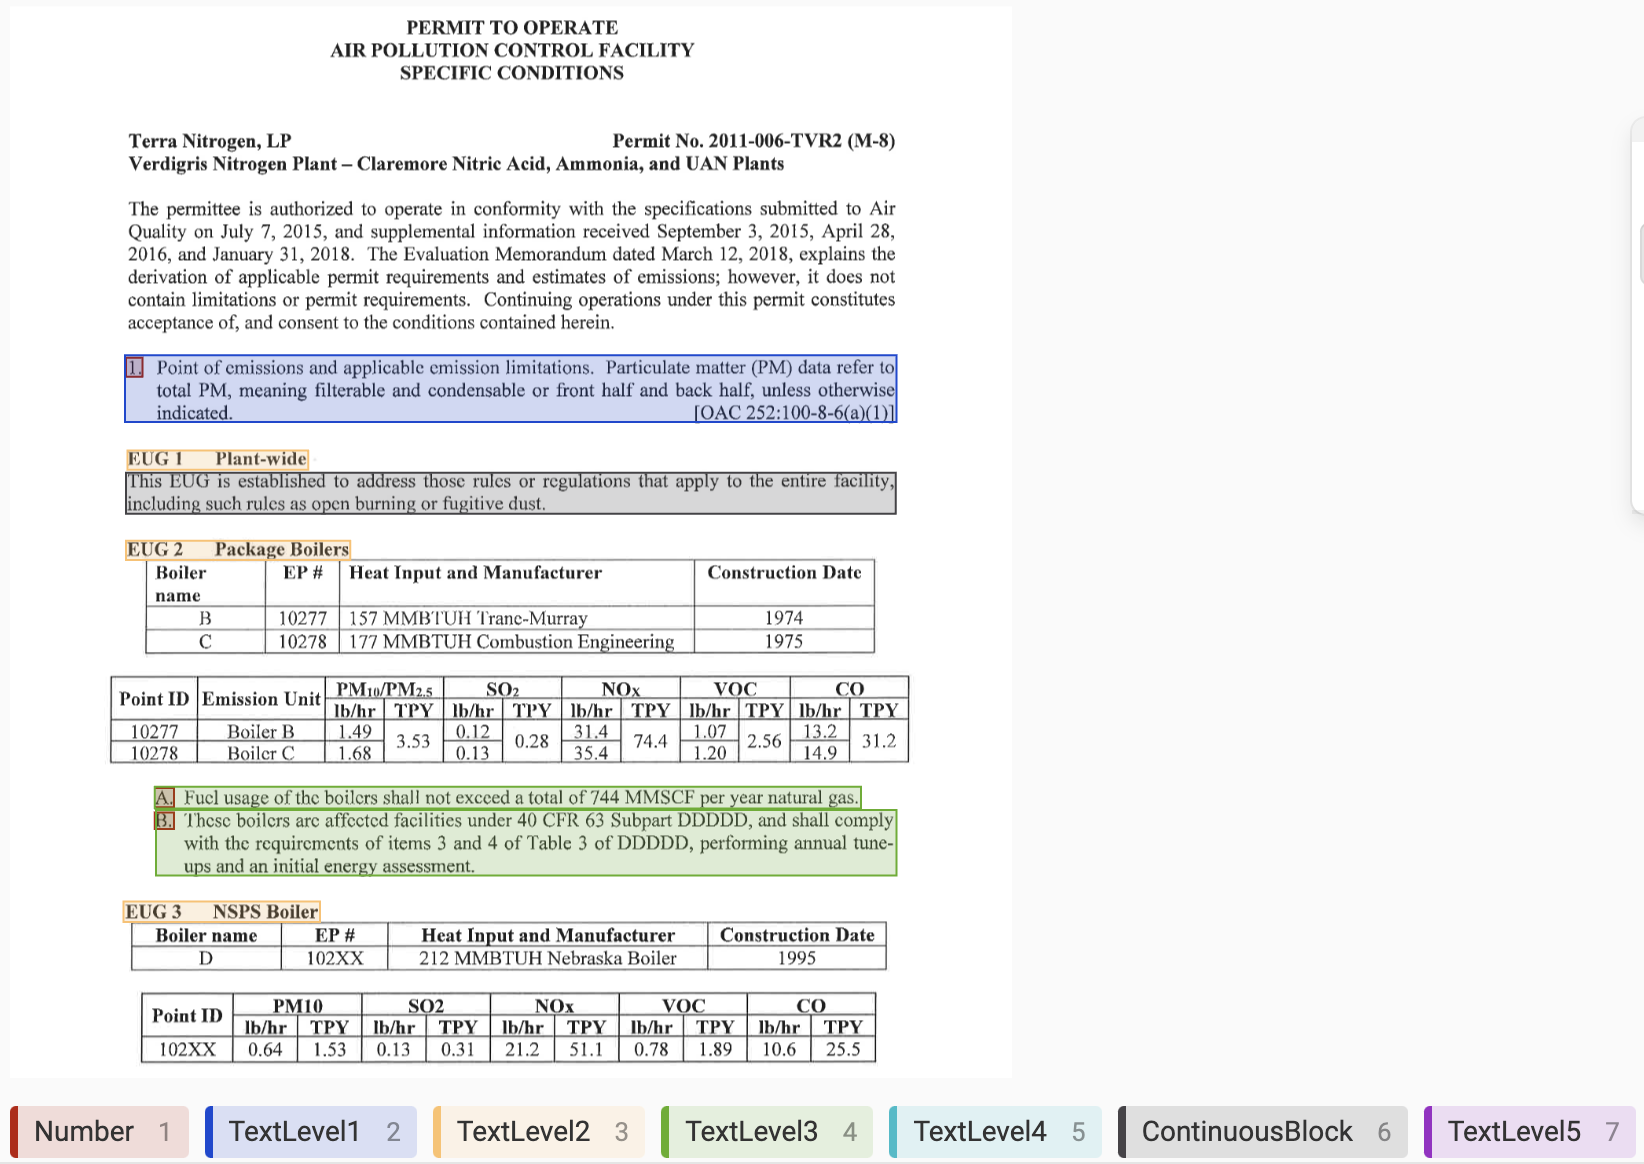 PERMIT TO OPERATE
AIR POLLUTION CONTROL FACILITY
SPECIFIC CONDITIONS
Terra Nitrogen, LP Permit No. 2011-006-TVR2 (M-8)
Verdigris Nitrogen Plant – Claremore Nitric Acid, Ammonia, and UAN Plants
The permittee is authorized to operate in conformity with the specifications submitted to Air
Quality on July 7, 2015, and supplemental information received September 3, 2015, April 28,
2016, and January 31, 2018. The Evaluation Memorandum dated March 12, 2018, explains the
derivation of applicable permit requirements and estimates of emissions; however, it does not
contain limitations or permit requirements. Continuing operations under this permit constitutes
acceptance of, and consent to the conditions contained herein.
1. Point of emissions and applicable emission limitations. Particulate matter (PM) data refer to
total PM, meaning filterable and condensable or front half and back half, unless otherwise
indicated. [OAC 252:100-8-6(a)(1)]
EUG 1 Plant-wide
This EUG is established to address those rules or regulations that apply to the entire facility,
including such rules as open burning or fugitive dust.
EUG 2 Package Boilers
Boiler name EP # Heat Input and Manufacturer Construction Date
B 10277 157 MMBTUH Trane-Murray 1974
C 10278 177 MMBTUH Combustion Engineering 1975
Point ID Emission Unit PM10/PM2.5 SO2 NOx VOC CO
lb/hr TPY lb/hr TPY lb/hr TPY lb/hr TPY lb/hr TPY
10277 Boiler B 1.49 3.53 0.12 0.28 31.4 74.4 1.07 2.56 13.2 31.2
10278 Boiler C 1.68 0.13 35.4 1.20 14.9
A. Fuel usage of the boilers shall not exceed a total of 744 MMSCF per year natural gas.
B. These boilers are affected facilities under 40 CFR 63 Subpart DDDDD, and shall comply
with the requirements of items 3 and 4 of Table 3 of DDDDD, performing annual tune-
ups and an initial energy assessment.
EUG 3 NSPS Boiler
Boiler name EP # Heat Input and Manufacturer Construction Date
D 102XX 212 MMBTUH Nebraska Boiler 1995
Point ID PM10 SO2 NOx VOC CO
lb/hr TPY lb/hr TPY lb/hr TPY lb/hr TPY lb/hr TPY
102XX 0.64 1.53 0.13 0.31 21.2 51.1 0.78 1.89 10.6 25.5
Number 1 TextLevel1 2 TextLevel2 3 TextLevel3 4 TextLevel4 5 ContinuousBlock 6 TextLevel5 7